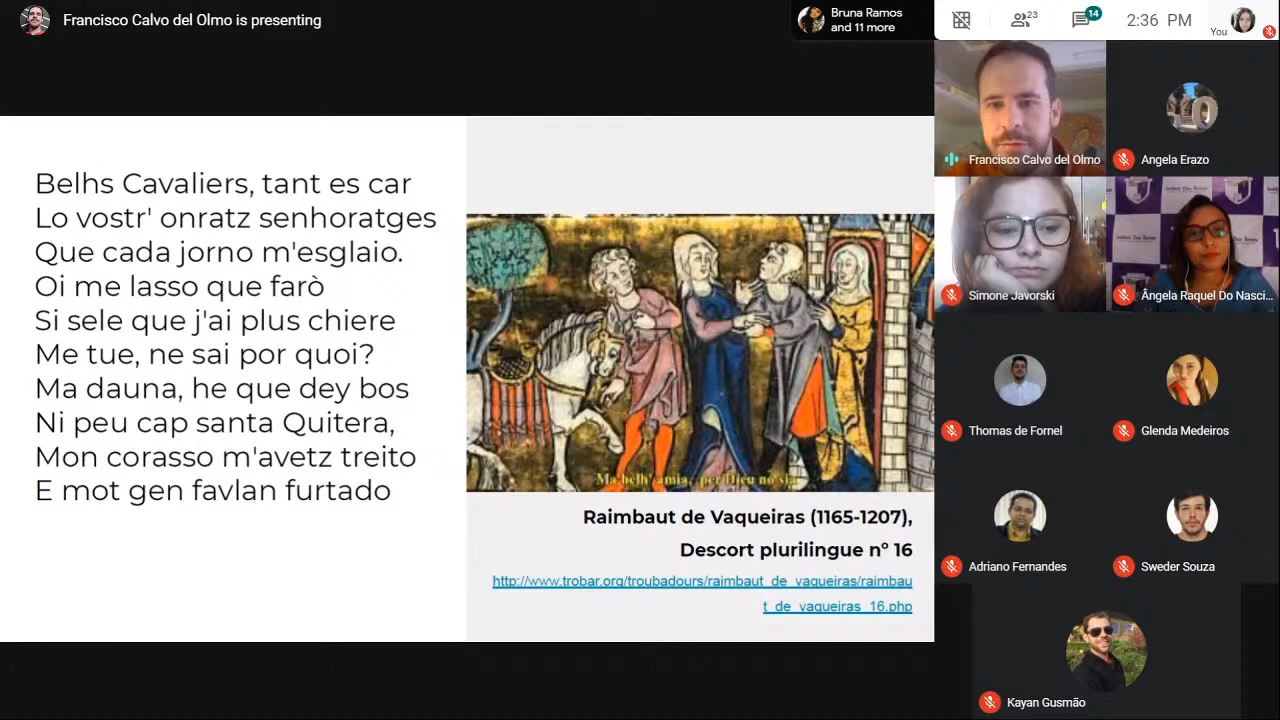 Francisco Calvo del Olmo is presenting
Bruna Ramos
and 11 more
23
14
2:36 PM
You
Belhs Cavaliers, tant es car
Lo vostr' onratz senhoratges
Que cada jorno m'esglaio.
Oi me lasso que farò
Si sele que j'ai plus chiere
Me tue, ne sai por quoi?
Ma dauna, he que dey bos
Ni peu cap santa Quitera,
Mon corasso m'avetz treito
E mot gen favlan furtado
Ma belh' amia, per Dieu no sia
Raimbaut de Vaqueiras (1165-1207),
Descort plurilingue nº 16
http://www.trobar.org/troubadours/raimbaut_de_vaqueiras/raimbau
t_de_vaqueiras_16.php
Francisco Calvo del Olmo
Angela Erazo
Simone Javorski
Ângela Raquel Do Nasci...
Thomas de Fornel
Glenda Medeiros
Adriano Fernandes
Sweder Souza
Kayan Gusmão